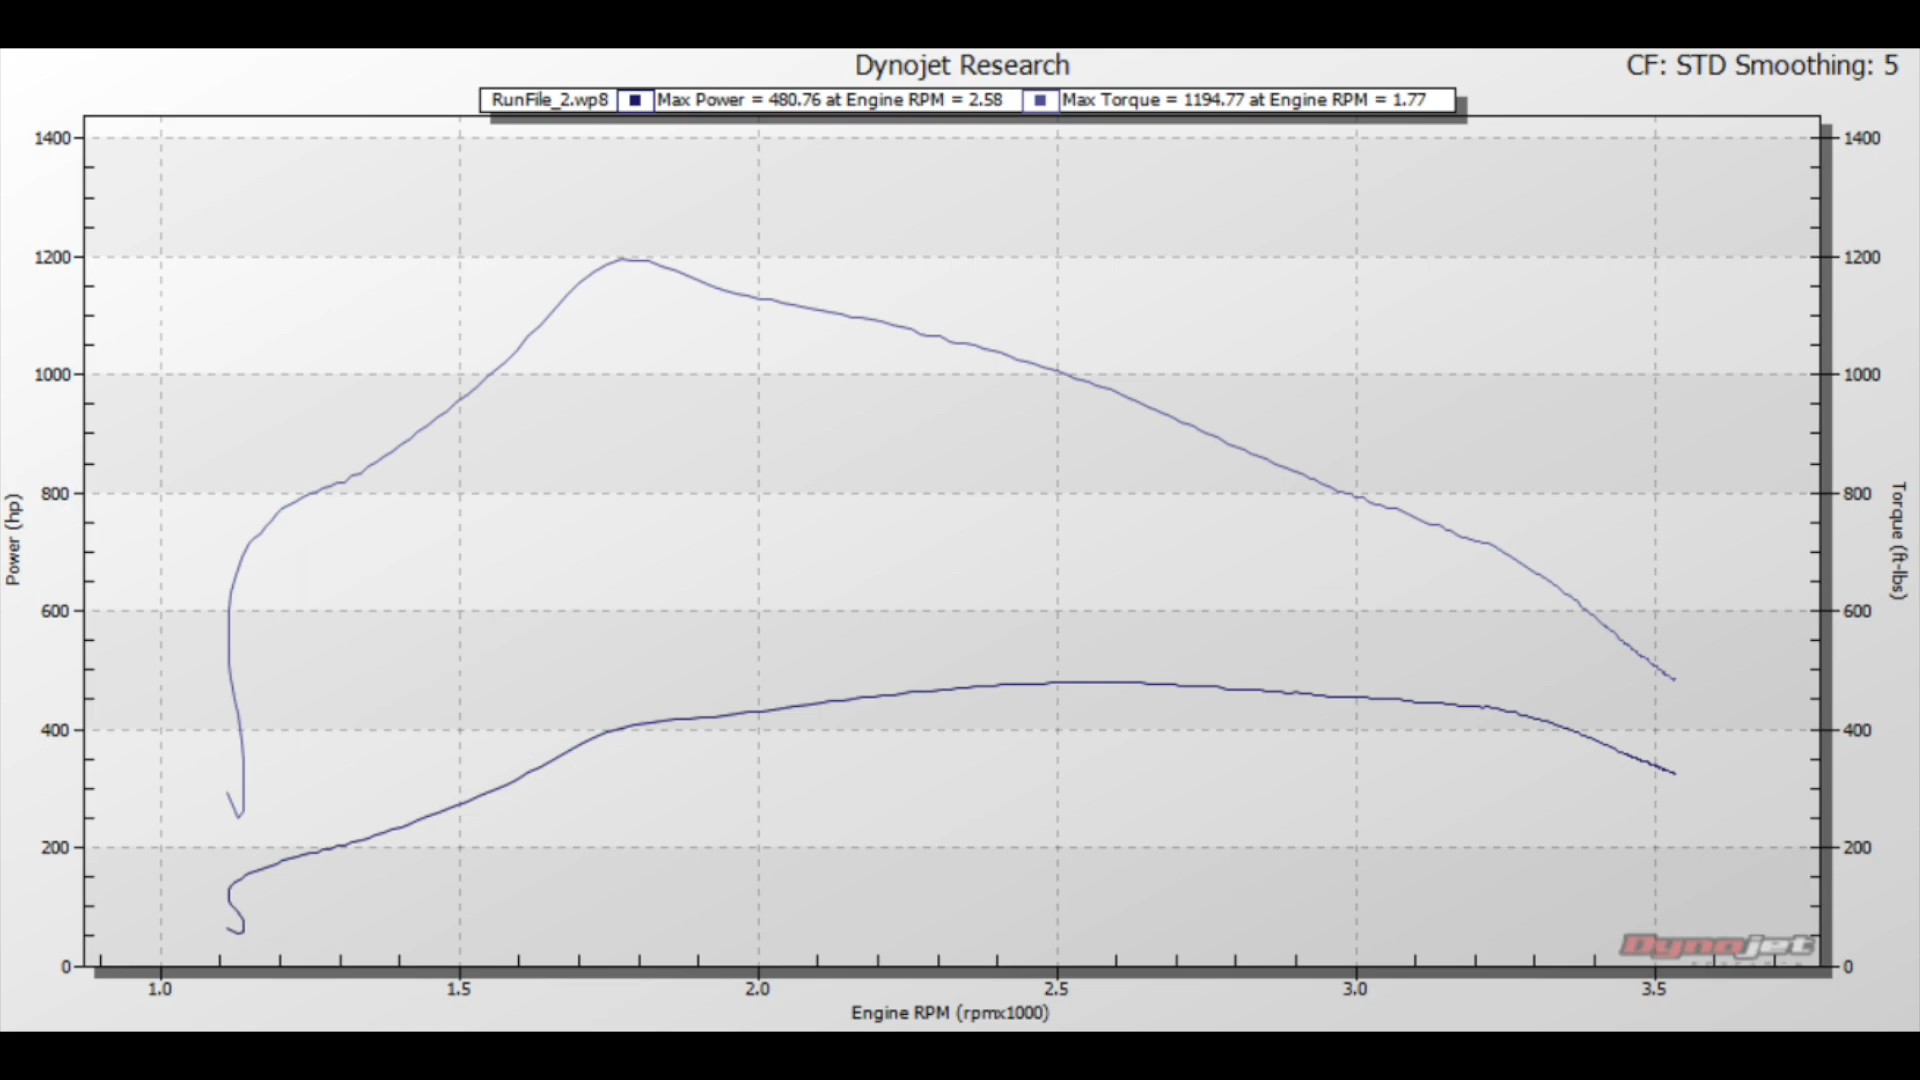 Dynojet Research
CF: STD Smoothing: 5
RunFile_2.wp8 Max Power = 480.76 at Engine RPM = 2.58 Max Torque = 1194.77 at Engine RPM = 1.77
1400 1400
1200 1200
1000 1000
800 800
600 600
400 400
200 200
0 0
Power (hp)
Torque (ft-lbs)
Dynojet
1.0 1.5 2.0 2.5 3.0 3.5
Engine RPM (rpmx1000)